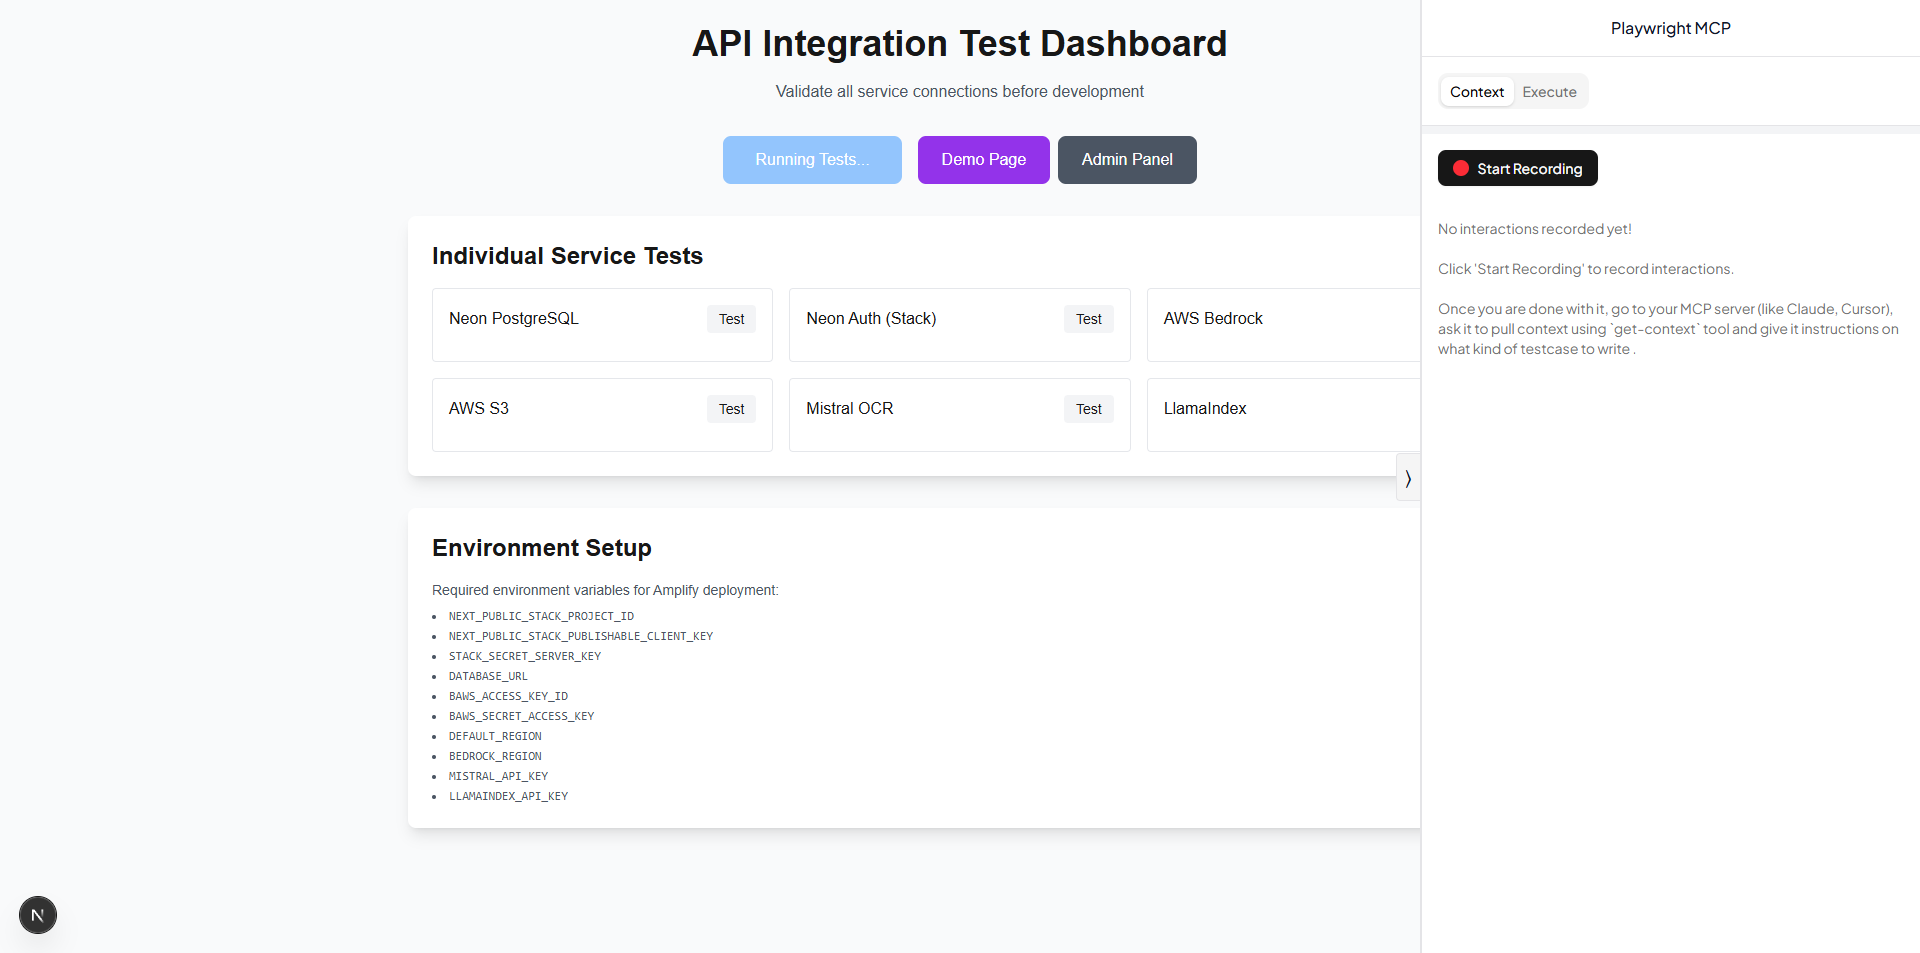 API Integration Test Dashboard
Validate all service connections before development
Running Tests...
Demo Page
Admin Panel
Individual Service Tests
Neon PostgreSQL
Test
Neon Auth (Stack)
Test
AWS Bedrock
AWS S3
Test
Mistral OCR
Test
LlamaIndex
Environment Setup
Required environment variables for Amplify deployment:
NEXT_PUBLIC_STACK_PROJECT_ID
NEXT_PUBLIC_STACK_PUBLISHABLE_CLIENT_KEY
STACK_SECRET_SERVER_KEY
DATABASE_URL
BAWS_ACCESS_KEY_ID
BAWS_SECRET_ACCESS_KEY
DEFAULT_REGION
BEDROCK_REGION
MISTRAL_API_KEY
LLAMAINDEX_API_KEY
N
Playwright MCP
Context
Execute
Start Recording
No interactions recorded yet!
Click 'Start Recording' to record interactions.
Once you are done with it, go to your MCP server (like Claude, Cursor),
ask it to pull context using `get-context` tool and give it instructions on
what kind of testcase to write .